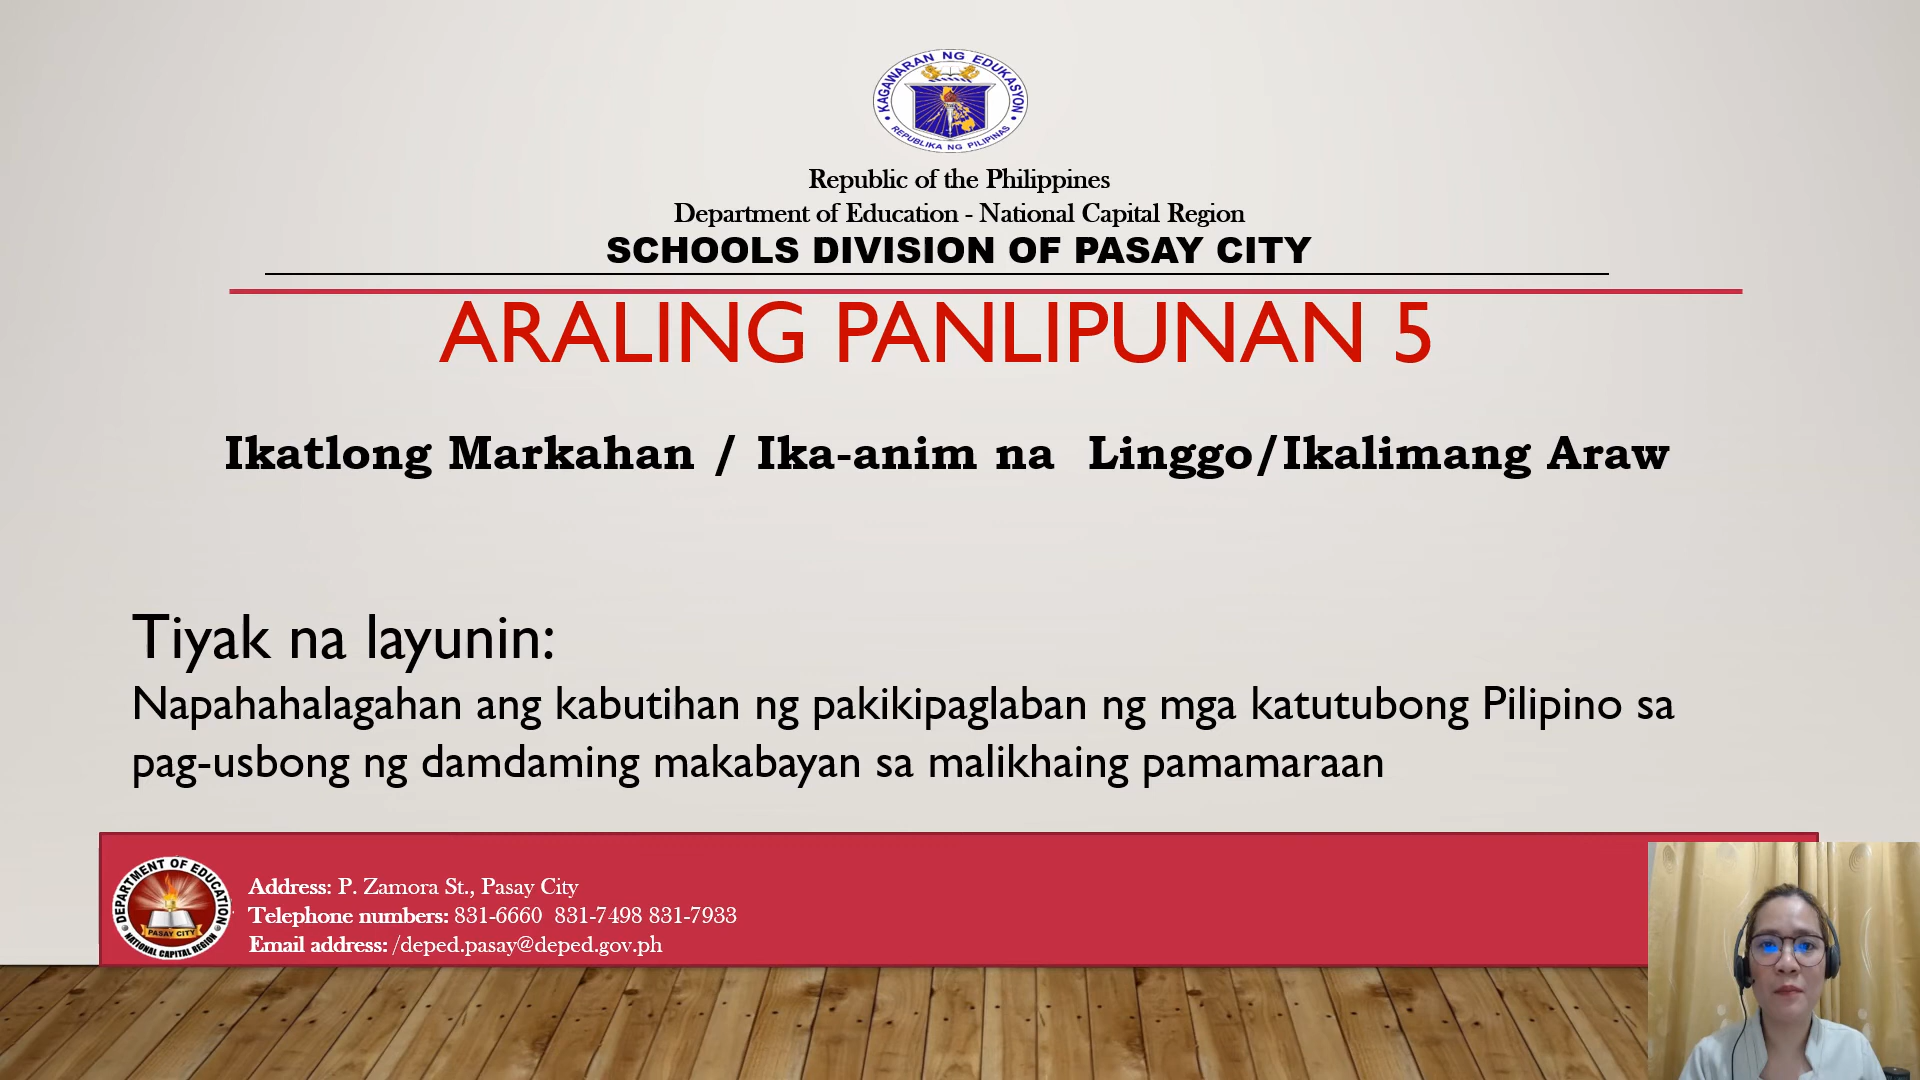 KAGAWARAN NG EDUKASYON
REPUBLIKA NG PILIPINAS
Republic of the Philippines
Department of Education - National Capital Region
SCHOOLS DIVISION OF PASAY CITY
ARALING PANLIPUNAN 5
Ikatlong Markahan / Ika-anim na Linggo/Ikalimang Araw
Tiyak na layunin:
Napahahalagahan ang kabutihan ng pakikipaglaban ng mga katutubong Pilipino sa
pag-usbong ng damdaming makabayan sa malikhaing pamamaraan
DEPARTMENT OF EDUCATION
PASAY CITY
NATIONAL CAPITAL REGION
Address: P. Zamora St., Pasay City
Telephone numbers: 831-6660 831-7498 831-7933
Email address: /deped.pasay@deped.gov.ph